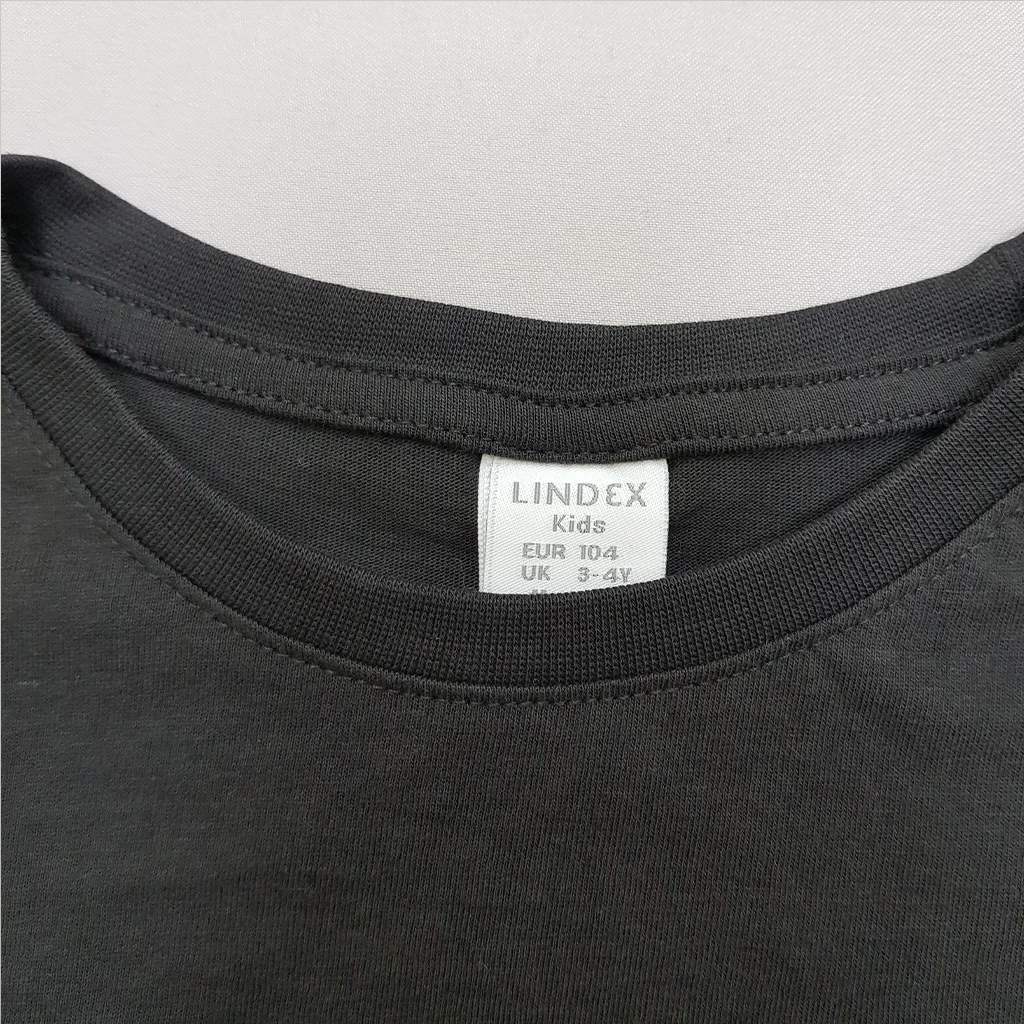 LINDEX
Kids
EUR 104
UK 3-4Y